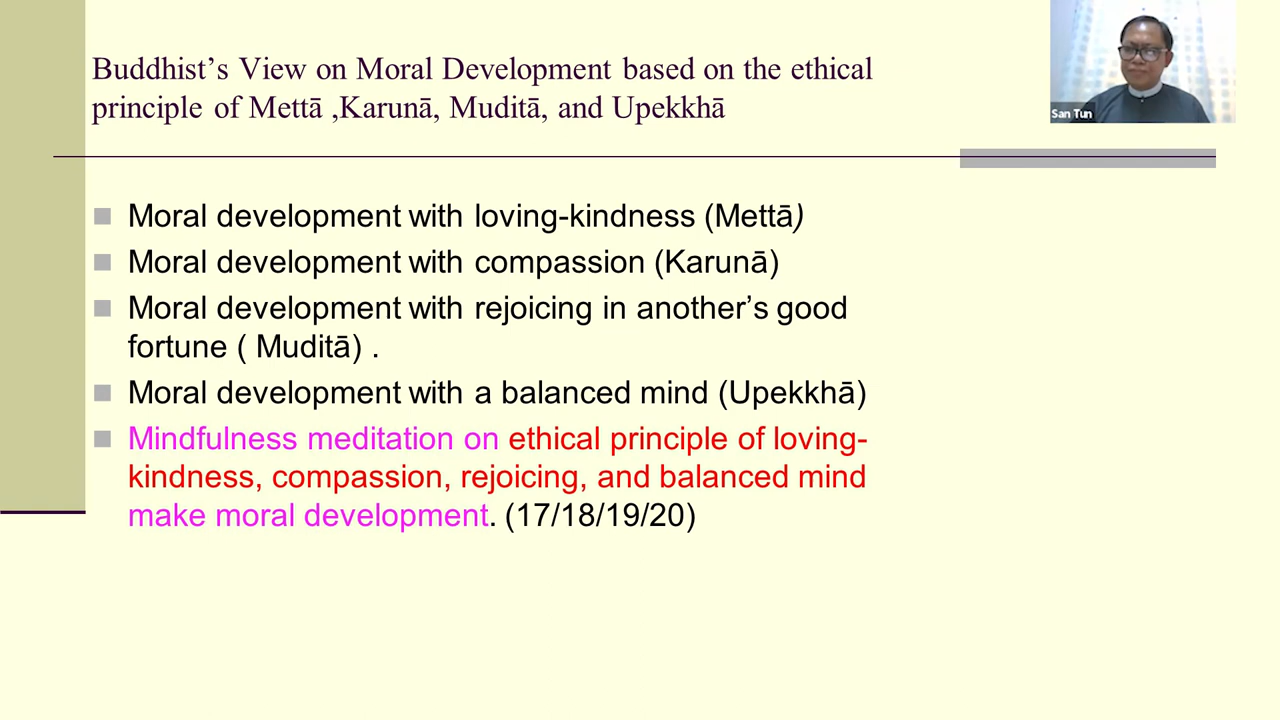 Buddhist’s View on Moral Development based on the ethical
principle of Mettā ,Karunā, Muditā, and Upekkhā
San Tun
Moral development with loving-kindness (Mettā)
Moral development with compassion (Karunā)
Moral development with rejoicing in another’s good
fortune ( Muditā) .
Moral development with a balanced mind (Upekkhā)
Mindfulness meditation on ethical principle of loving-
kindness, compassion, rejoicing, and balanced mind
make moral development. (17/18/19/20)